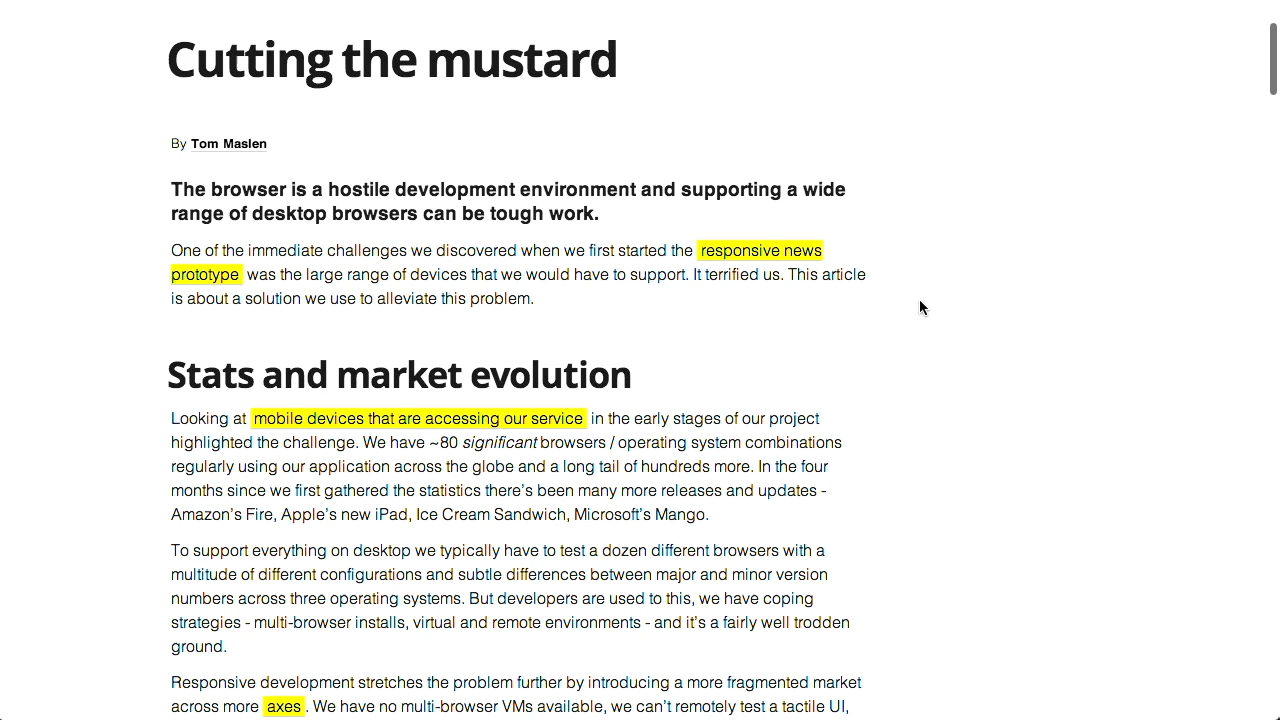 Cutting the mustard
By Tom Maslen
The browser is a hostile development environment and supporting a wide
range of desktop browsers can be tough work.
One of the immediate challenges we discovered when we first started the responsive news
prototype was the large range of devices that we would have to support. It terrified us. This article
is about a solution we use to alleviate this problem.
Stats and market evolution
Looking at mobile devices that are accessing our service in the early stages of our project
highlighted the challenge. We have ~80 significant browsers / operating system combinations
regularly using our application across the globe and a long tail of hundreds more. In the four
months since we first gathered the statistics there’s been many more releases and updates -
Amazon’s Fire, Apple’s new iPad, Ice Cream Sandwich, Microsoft’s Mango.
To support everything on desktop we typically have to test a dozen different browsers with a
multitude of different configurations and subtle differences between major and minor version
numbers across three operating systems. But developers are used to this, we have coping
strategies - multi-browser installs, virtual and remote environments - and it’s a fairly well trodden
ground.
Responsive development stretches the problem further by introducing a more fragmented market
across more axes . We have no multi-browser VMs available, we can’t remotely test a tactile UI,